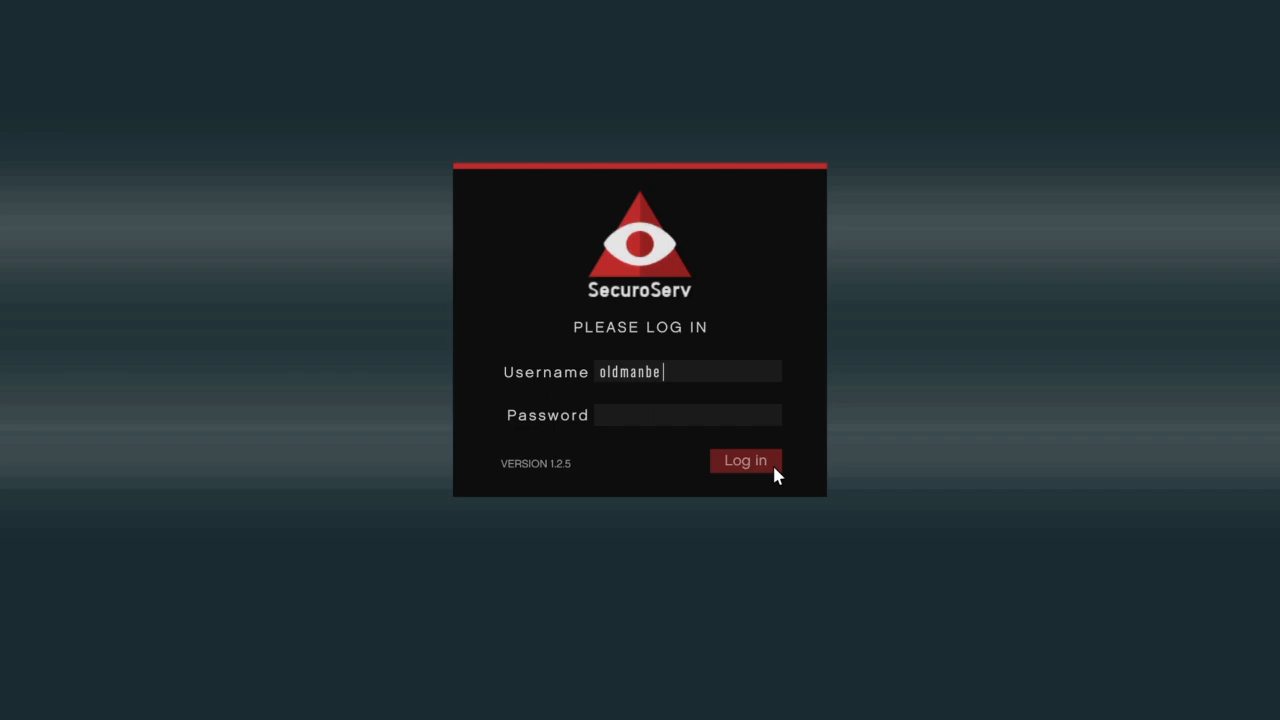 SecuroServ
PLEASE LOG IN
Username oldmanbe
Password
VERSION 1.2.5 Log in